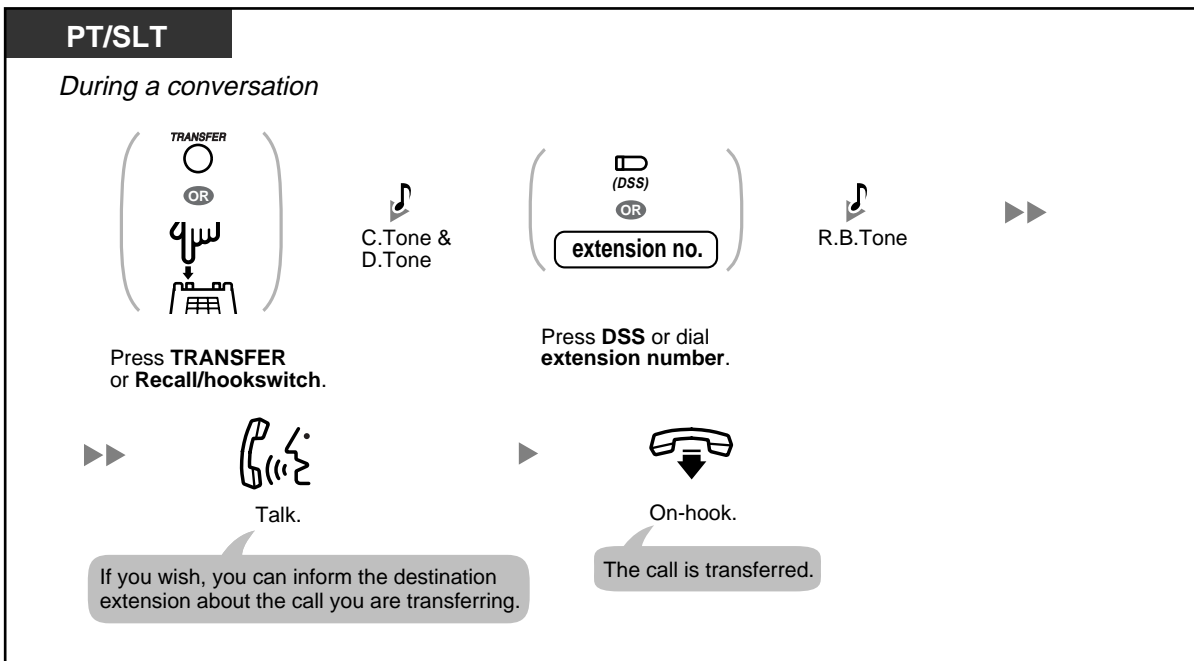 PT/SLT
During a conversation
TRANSFER
OR
C.Tone &
D.Tone
(DSS)
OR
extension no.
R.B.Tone
Press TRANSFER
or Recall/hookswitch.
Press DSS or dial
extension number.
Talk.
If you wish, you can inform the destination
extension about the call you are transferring.
On-hook.
The call is transferred.